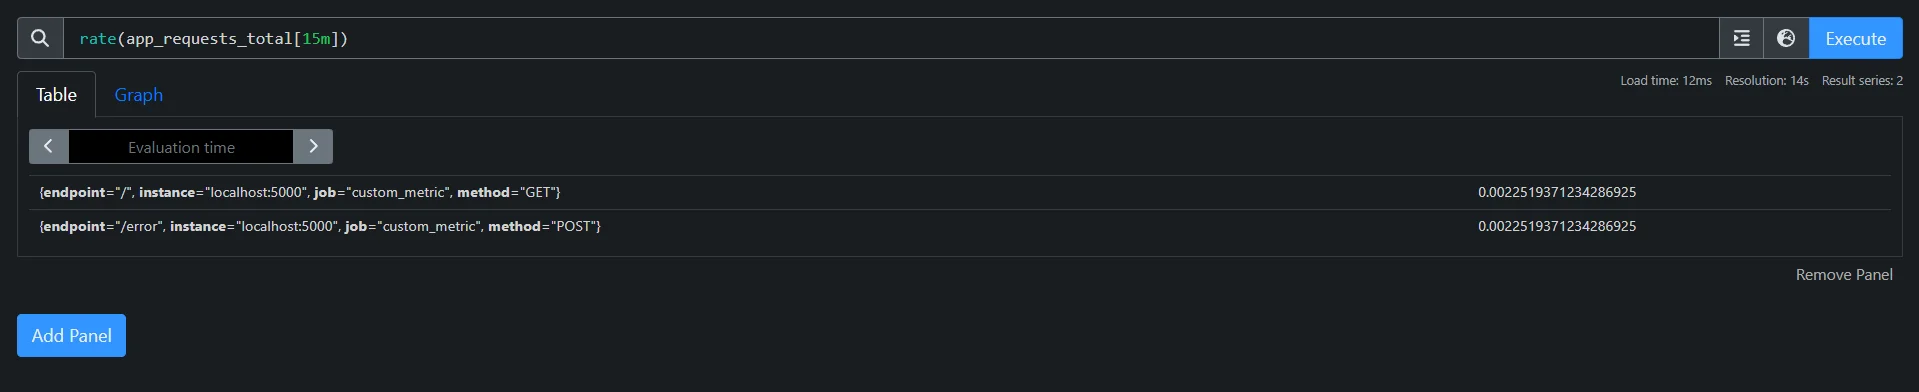 rate(app_requests_total[15m])
Execute
Table
Graph
Load time: 12ms Resolution: 14s Result series: 2
Evaluation time
{endpoint="/", instance="localhost:5000", job="custom_metric", method="GET"} 0.0022519371234286925
{endpoint="/error", instance="localhost:5000", job="custom_metric", method="POST"} 0.0022519371234286925
Remove Panel
Add Panel